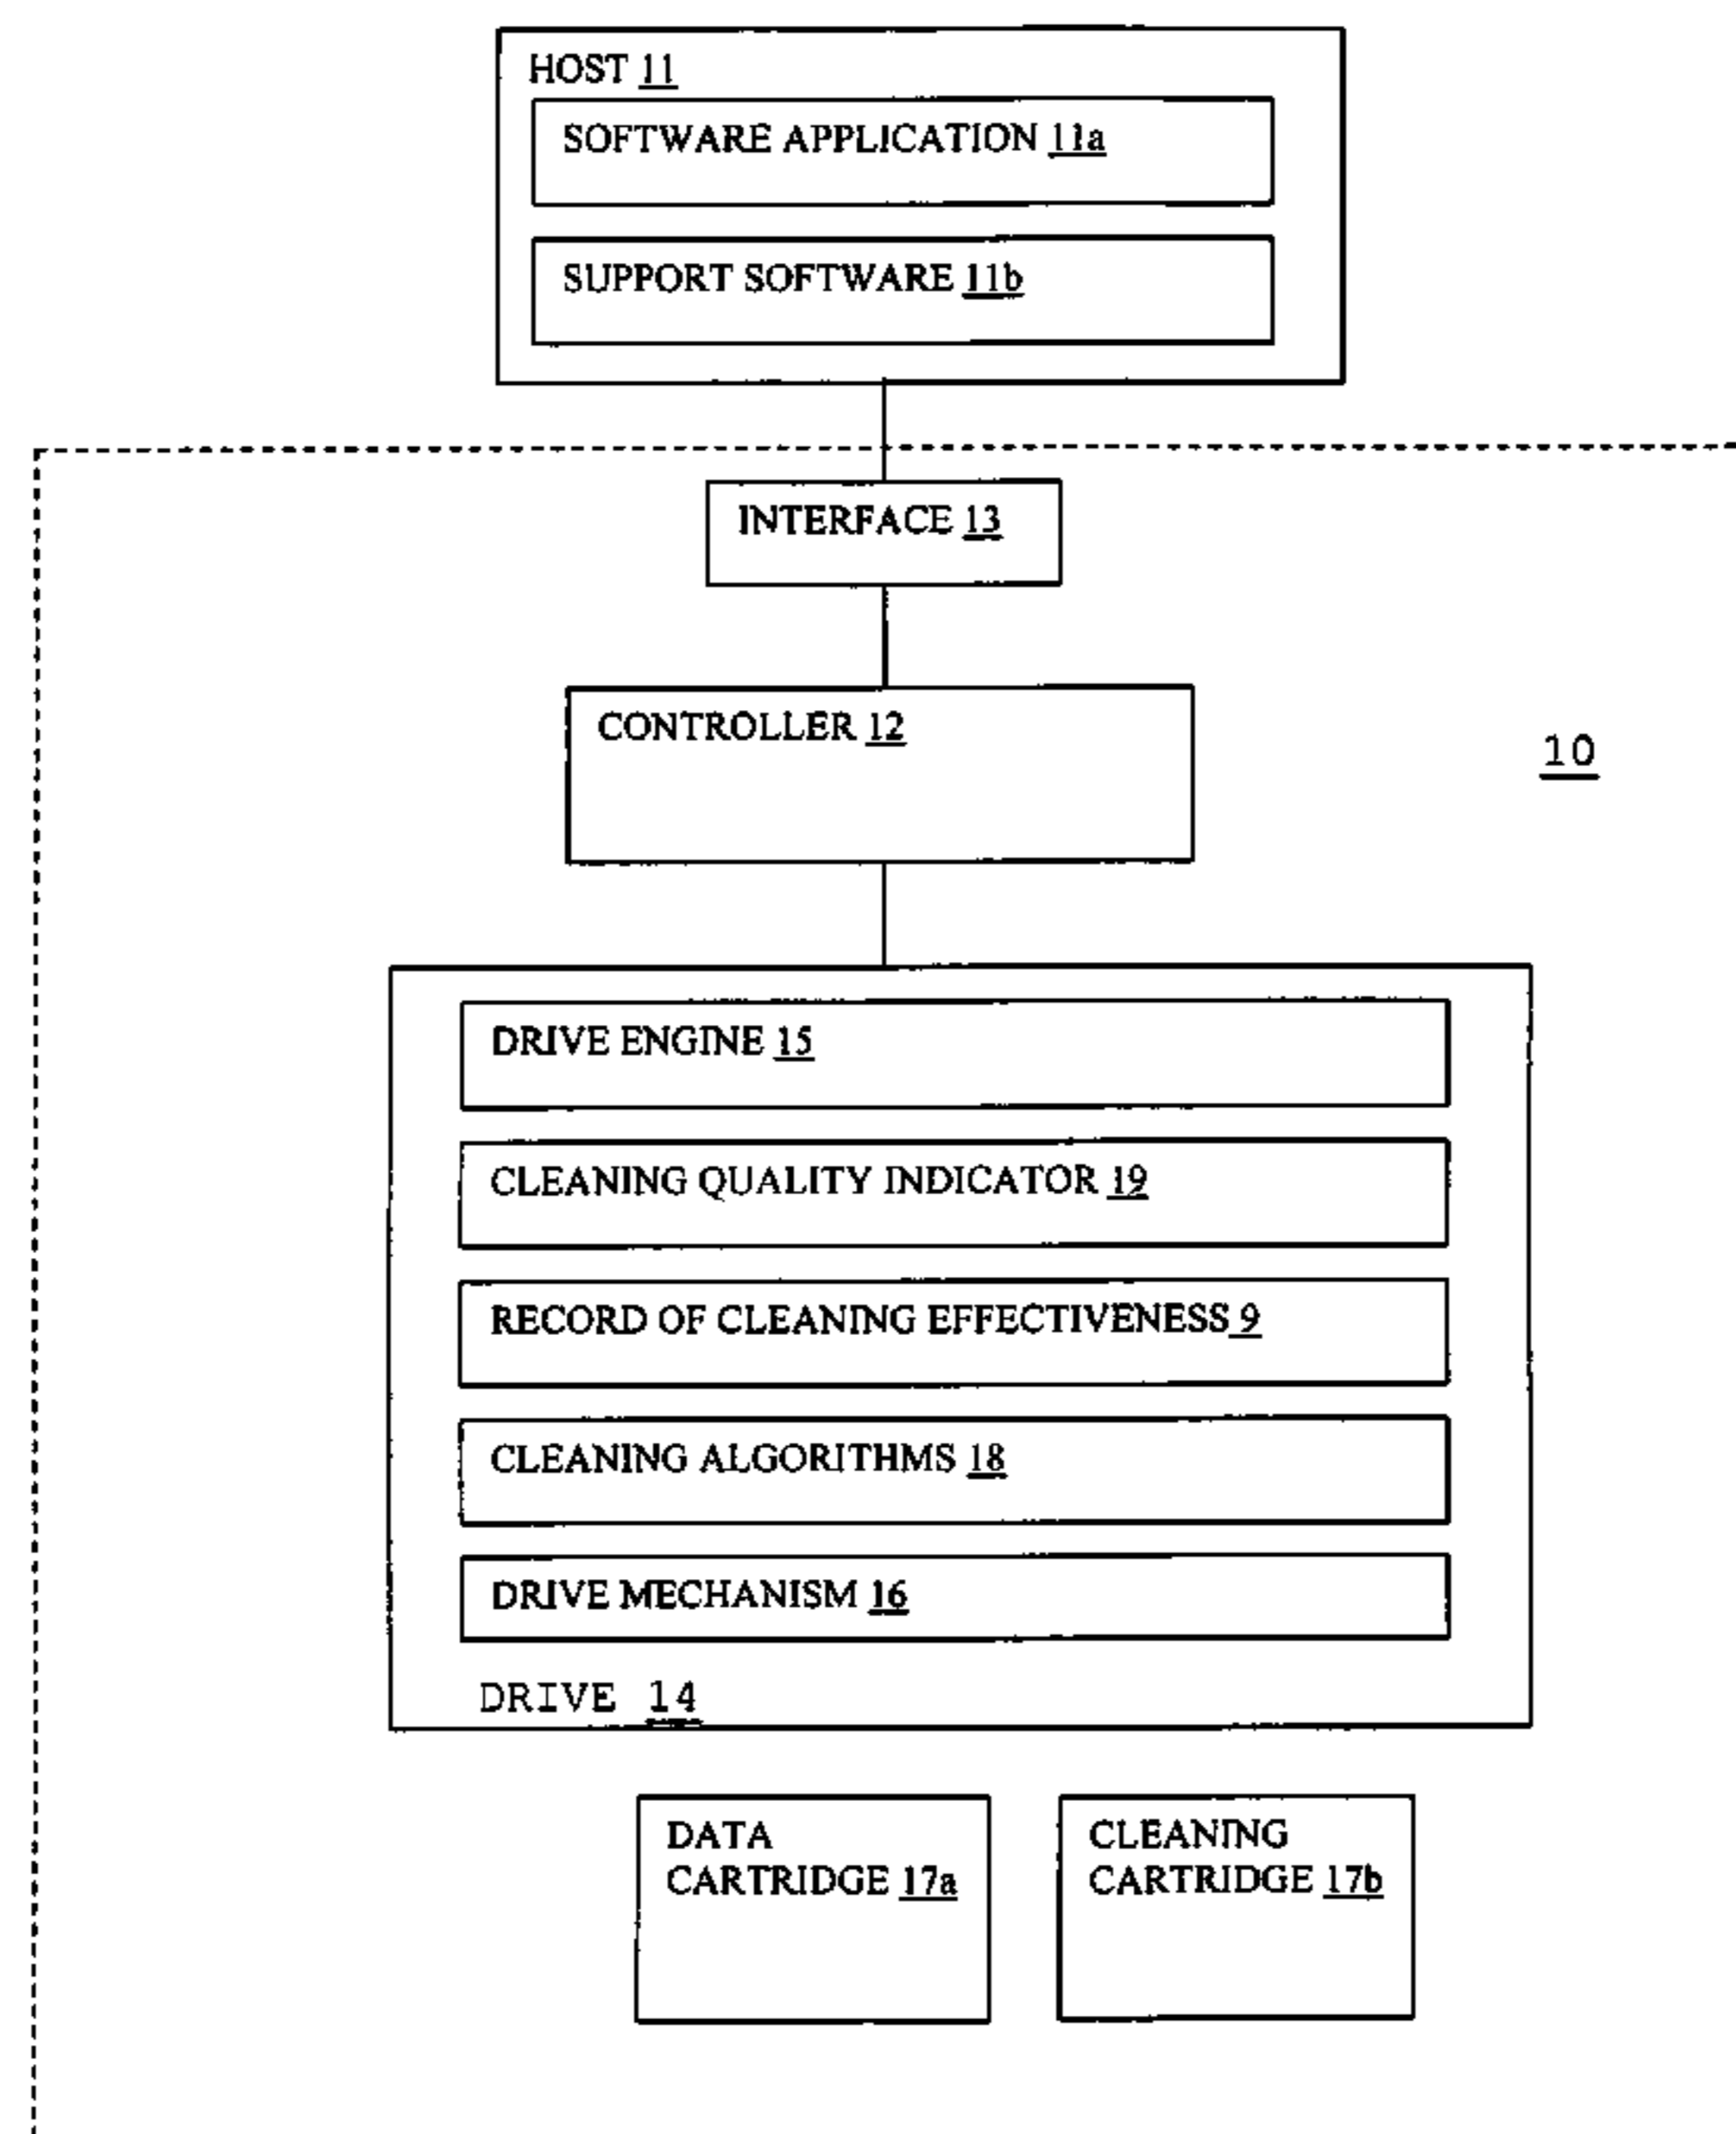 HOST 11
SOFTWARE APPLICATION 11a
SUPPORT SOFTWARE 11b
INTERFACE 13
CONTROLLER 12
10
DRIVE ENGINE 15
CLEANING QUALITY INDICATOR 19
RECORD OF CLEANING EFFECTIVENESS 9
CLEANING ALGORITHMS 18
DRIVE MECHANISM 16
DRIVE 14
DATA
CARTRIDGE 17a
CLEANING
CARTRIDGE 17b